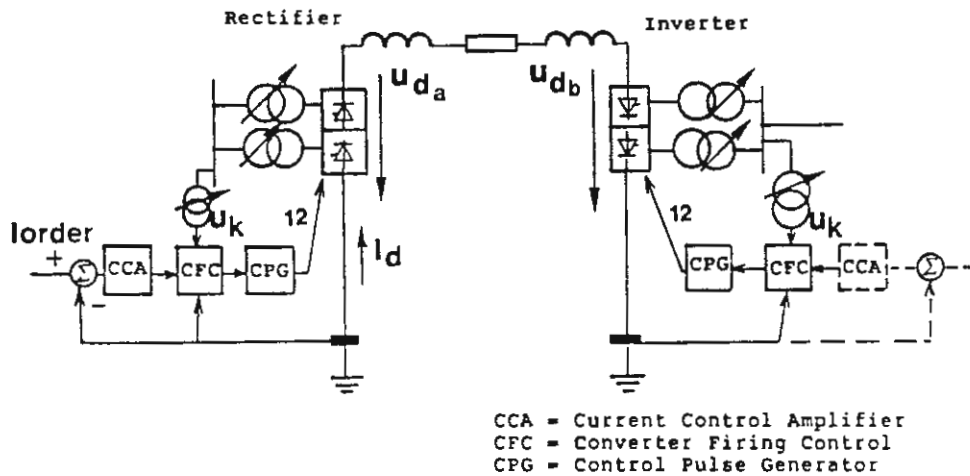 Rectifier
Inverter
u_da
u_db
u_k
12
I_d
Iorder
+
Σ
−
CCA
CFC
CPG
12
u_k
CPG
CFC
CCA
Σ
CCA = Current Control Amplifier
CFC = Converter Firing Control
CPG = Control Pulse Generator